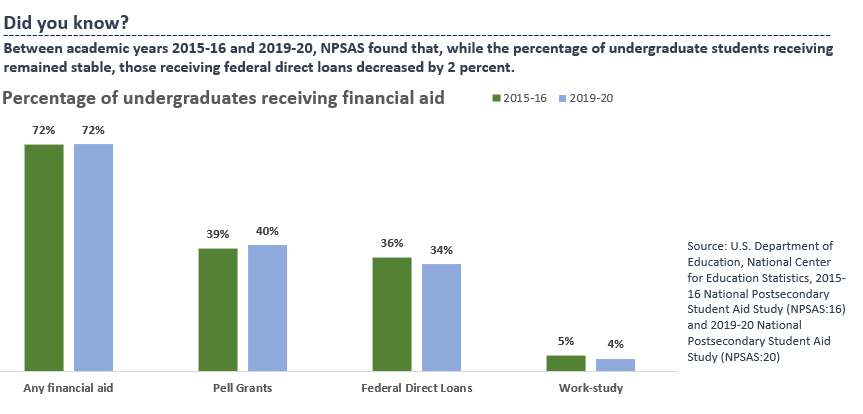 Did you know?
Between academic years 2015-16 and 2019-20, NPSAS found that, while the percentage of undergraduate students receiving
remained stable, those receiving federal direct loans decreased by 2 percent.
Percentage of undergraduates receiving financial aid
2015-16 2019-20
72% 72%
39% 40%
36% 34%
5% 4%
Any financial aid Pell Grants Federal Direct Loans Work-study
Source: U.S. Department of
Education, National Center
for Education Statistics, 2015-
16 National Postsecondary
Student Aid Study (NPSAS:16)
and 2019-20 National
Postsecondary Student Aid
Study (NPSAS:20)